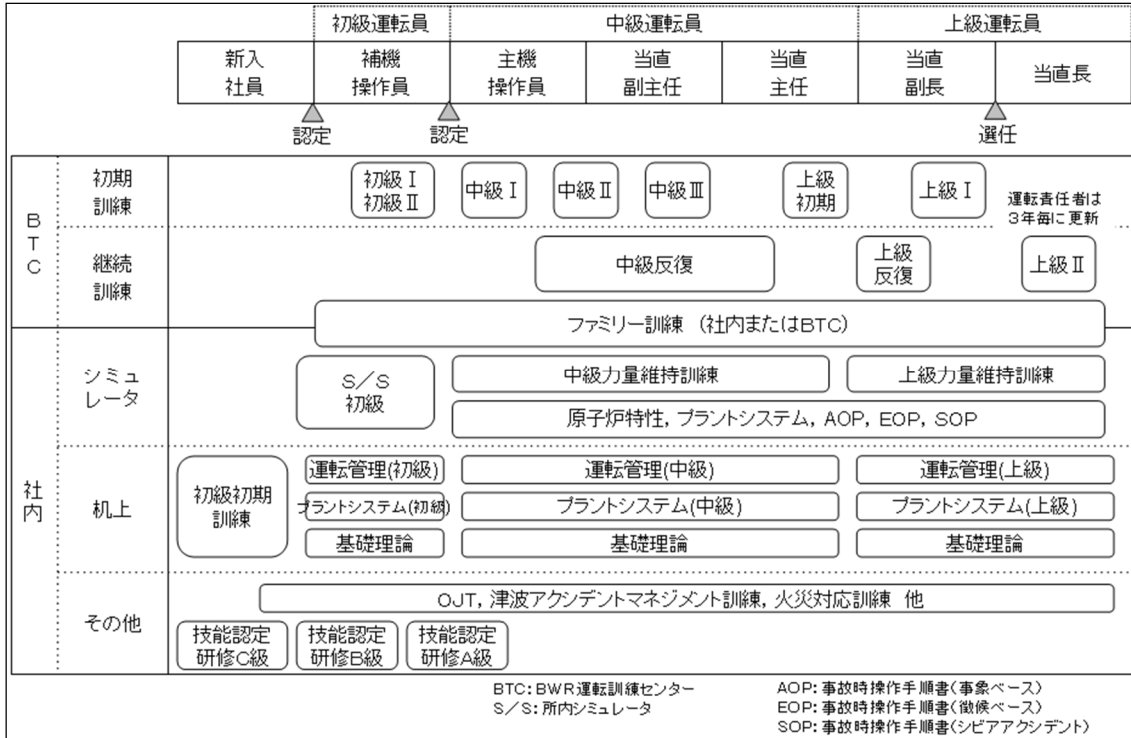 初級運転員
中級運転員
上級運転員
新入
社員
補機
操作員
主機
操作員
当直
副主任
当直
主任
当直
副長
当直長
認定
認定
選任
BTC
初期
訓練
初級Ⅰ
初級Ⅱ
中級Ⅰ
中級Ⅱ
中級Ⅲ
上級
初期
上級Ⅰ
運転責任者は
3年毎に更新
継続
訓練
中級反復
上級
反復
上級Ⅱ
ファミリー訓練 (社内またはBTC)
社内
シミュ
レータ
S/S
初級
中級力量維持訓練
上級力量維持訓練
原子炉特性, プラントシステム, AOP, EOP, SOP
机上
初級初期
訓練
運転管理(初級)
運転管理(中級)
運転管理(上級)
プラントシステム(初級)
プラントシステム(中級)
プラントシステム(上級)
基礎理論
基礎理論
基礎理論
その他
OJT, 津波アクシデントマネジメント訓練, 火災対応訓練 他
技能認定
研修C級
技能認定
研修B級
技能認定
研修A級
BTC:BWR運転訓練センター
S/S:所内シミュレータ
AOP:事故時操作手順書(事象ベース)
EOP:事故時操作手順書(徴候ベース)
SOP:事故時操作手順書(シビアアクシデント)